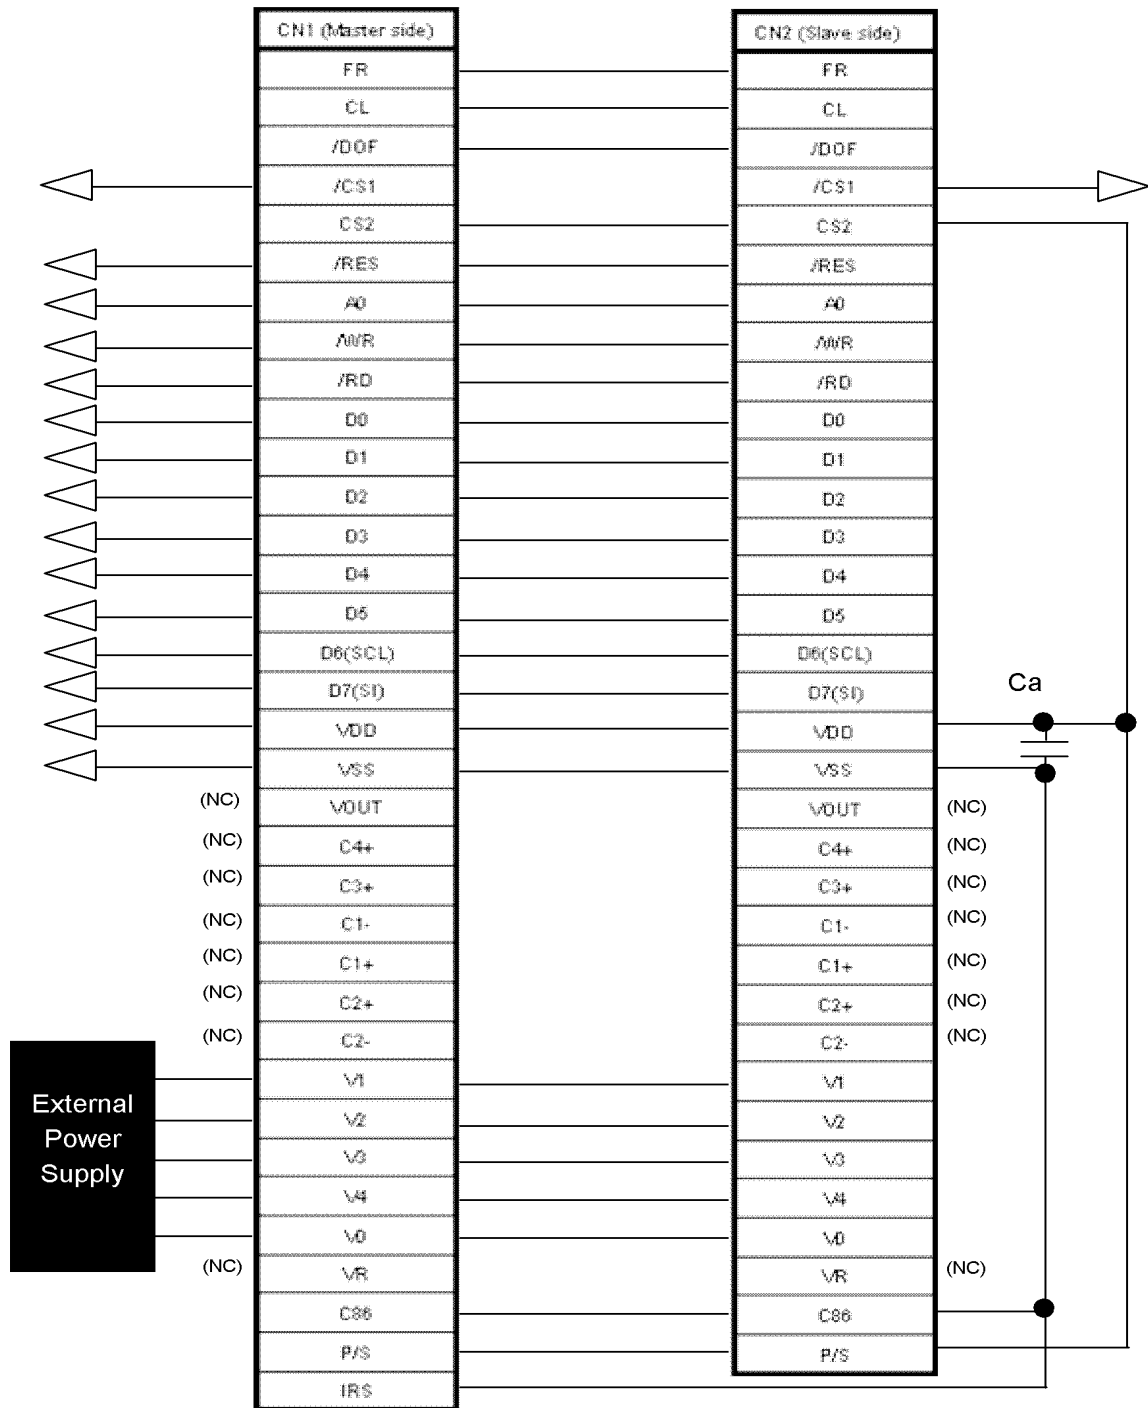 CN1 (Master side)
FR
CL
/DOF
/CS1
CS2
/RES
A0
/WR
/RD
D0
D1
D2
D3
D4
D5
D6(SCL)
D7(SI)
VDD
VSS
(NC) VOUT
(NC) C4+
(NC) C3+
(NC) C1-
(NC) C1+
(NC) C2+
(NC) C2-
V1
V2
V3
V4
V0
(NC) VR
C86
P/S
IRS
External
Power
Supply
CN2 (Slave side)
FR
CL
/DOF
/CS1
CS2
/RES
A0
/WR
/RD
D0
D1
D2
D3
D4
D5
D6(SCL)
D7(SI)
VDD
VSS
VOUT (NC)
C4+ (NC)
C3+ (NC)
C1- (NC)
C1+ (NC)
C2+ (NC)
C2- (NC)
V1
V2
V3
V4
V0
VR (NC)
C86
P/S
Ca